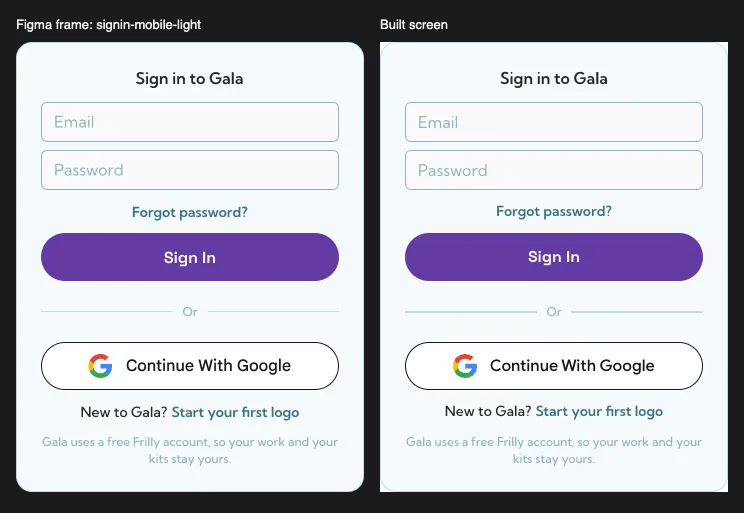 Figma frame: signin-mobile-light
Sign in to Gala
Email
Password
Forgot password?
Sign In
Or
Continue With Google
New to Gala? Start your first logo
Gala uses a free Frilly account, so your work and your
kits stay yours.
Built screen
Sign in to Gala
Email
Password
Forgot password?
Sign In
Or
Continue With Google
New to Gala? Start your first logo
Gala uses a free Frilly account, so your work and your
kits stay yours.